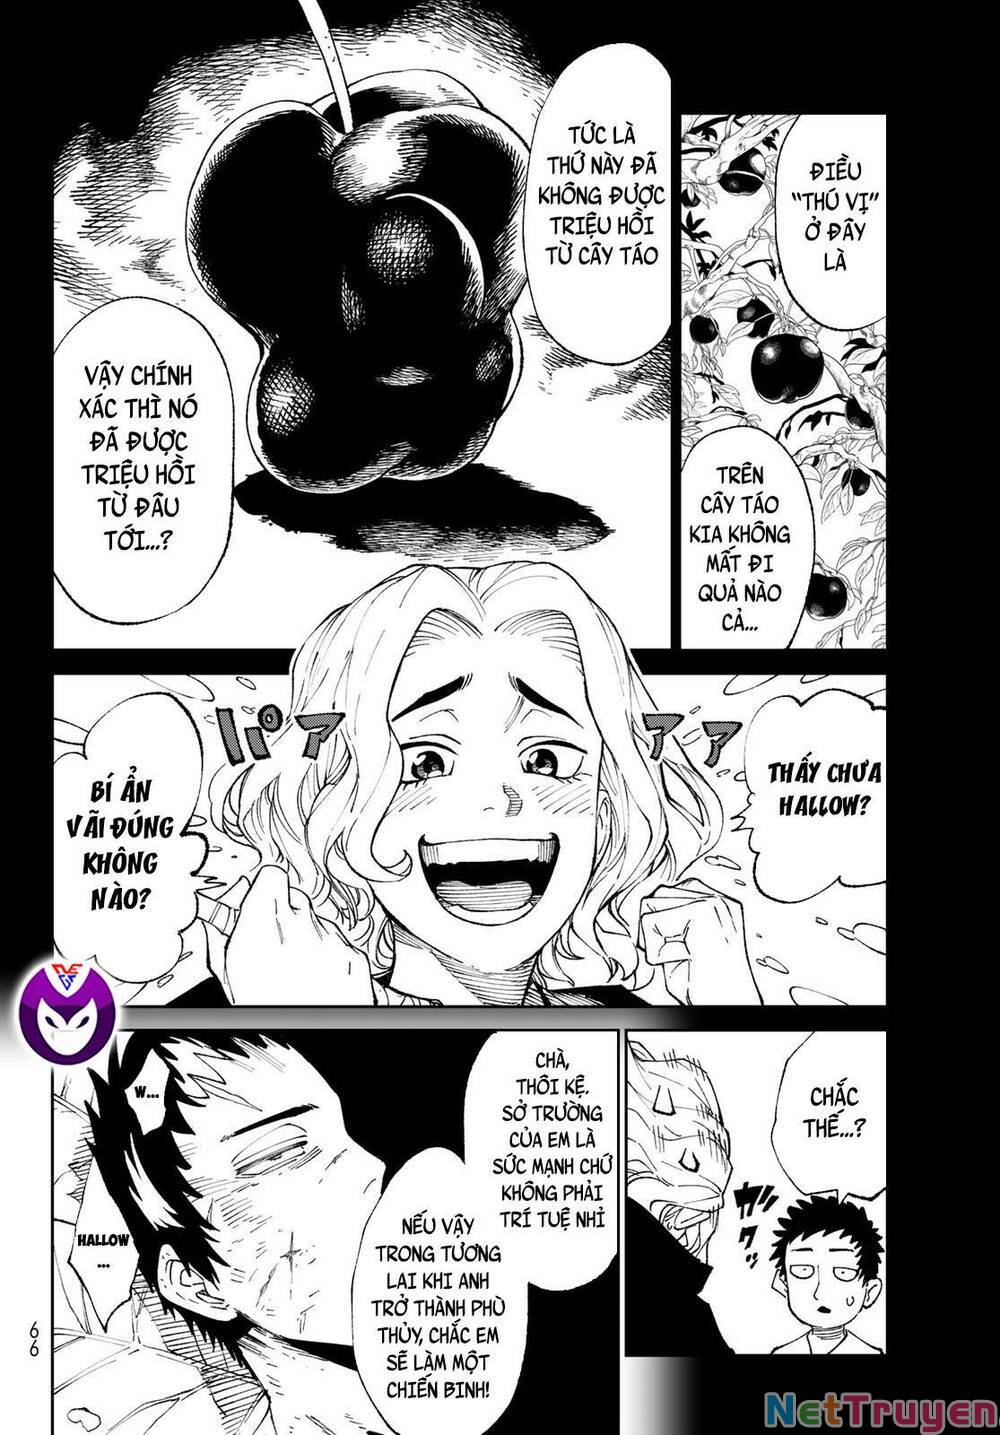 ĐIỀU
“THÚ VỊ”
Ở ĐÂY
LÀ
TRÊN
CÂY TÁO
KIA KHÔNG
MẤT ĐI
QUẢ NÀO
CẢ...
TỨC LÀ
THỨ NÀY ĐÃ
KHÔNG ĐƯỢC
TRIỆU HỒI
TỪ CÂY TÁO
VẬY CHÍNH
XÁC THÌ NÓ
ĐÃ ĐƯỢC
TRIỆU HỒI
TỪ ĐÂU
TỚI...?
THẤY CHƯA
HALLOW?
アア
パア
BÍ ẨN
VÃI ĐÚNG
KHÔNG
NÀO?
CHẮC
THẾ...?
ガクッ
CHÀ,
THÔI KỆ.
SỞ TRƯỜNG
CỦA EM LÀ
SỨC MẠNH CHỨ
KHÔNG PHẢI
TRÍ TUỆ NHỈ
NẾU VẬY
TRONG TƯƠNG
LAI KHI ANH
TRỞ THÀNH PHÙ
THỦY, CHẮC EM
SẼ LÀM MỘT
CHIẾN BINH!
W...
HALLOW
...
66
NetTruyen